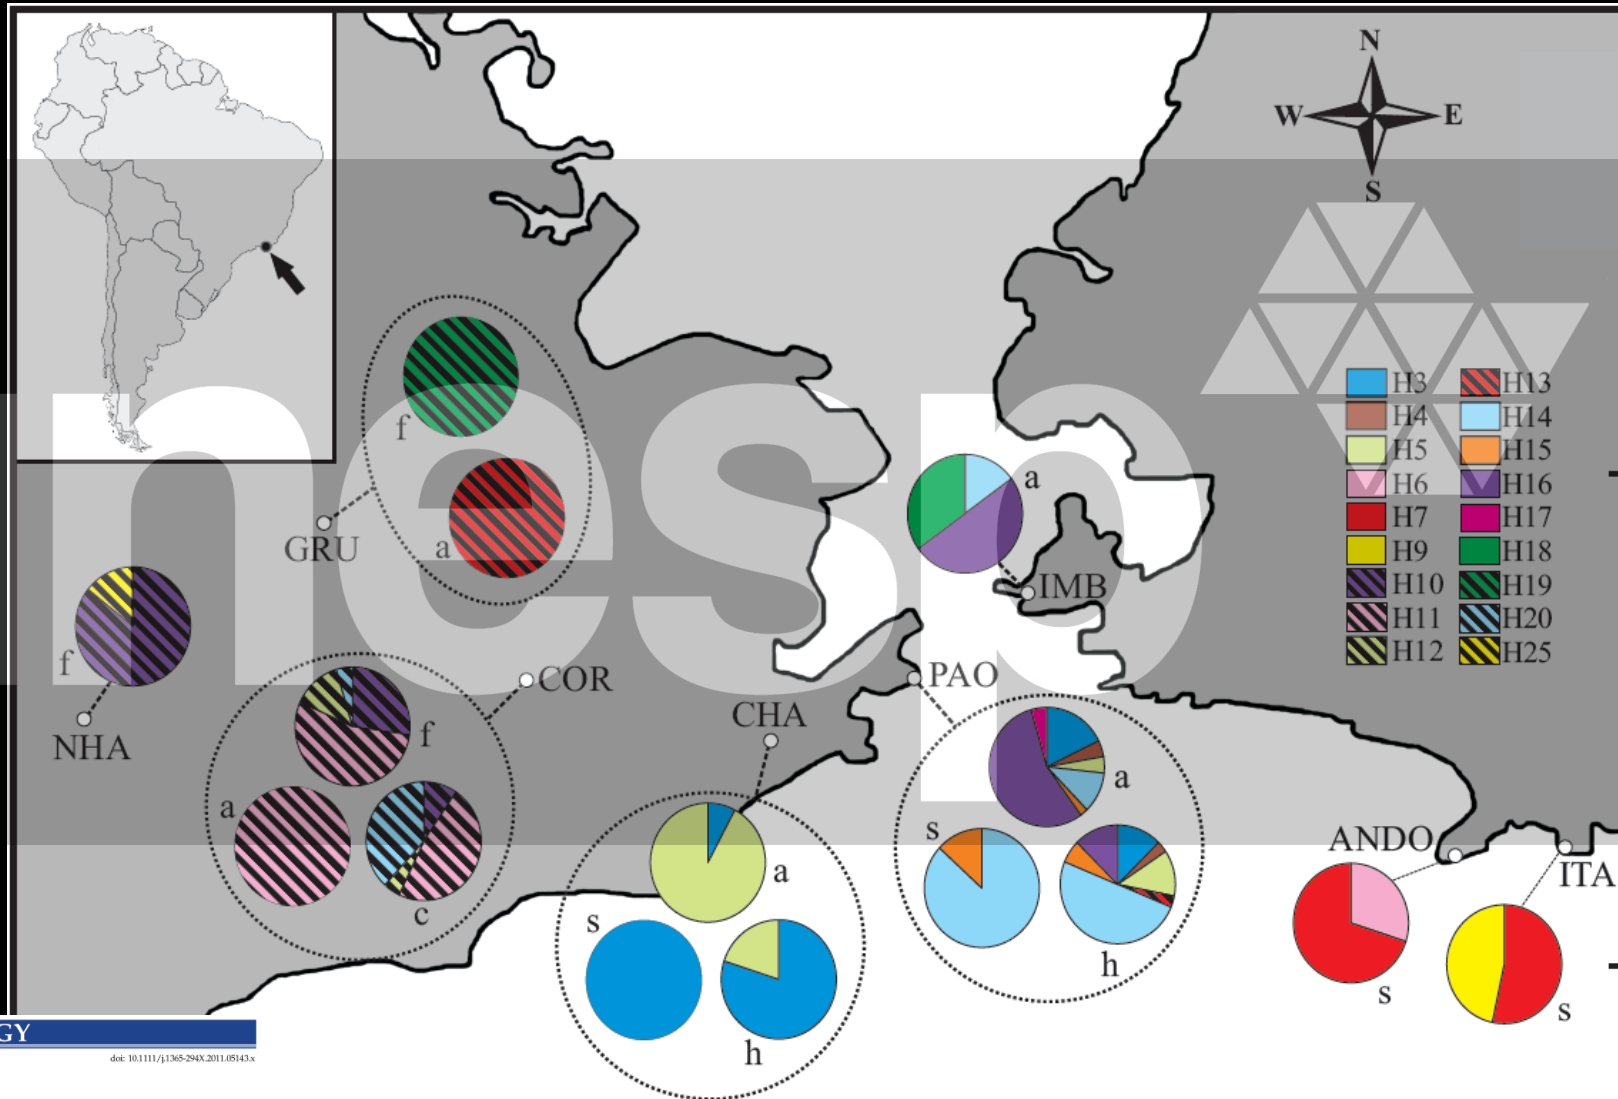 N
W E
S
H3 H13
H4 H14
H5 H15
H6 H16
H7 H17
H9 H18
H10 H19
H11 H20
H12 H25
f
a
GRU
f
NHA
COR
f
a
c
CHA
a
s
h
a
IMB
PAO
a
s
h
ANDO
s
ITA
s
nesp
GY
doi: 10.1111/j.1365-294X.2011.05143.x